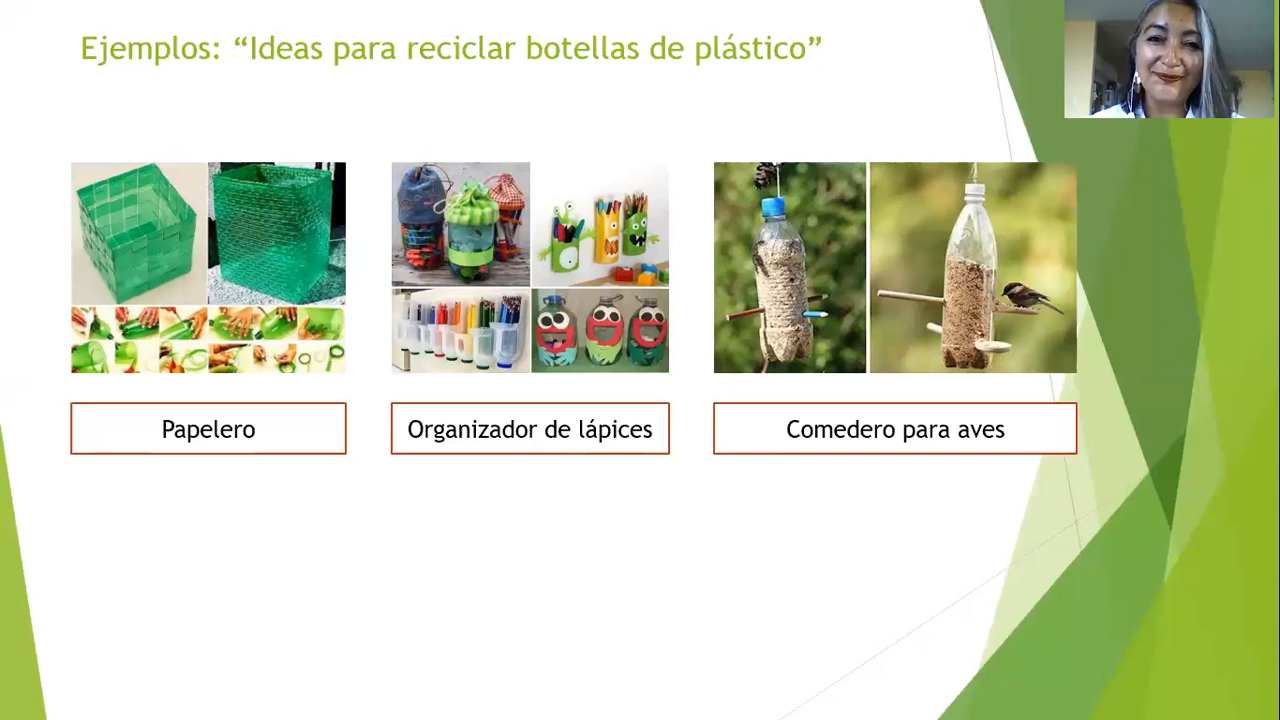 Ejemplos: “Ideas para reciclar botellas de plástico”
Papelero
Organizador de lápices
Comedero para aves